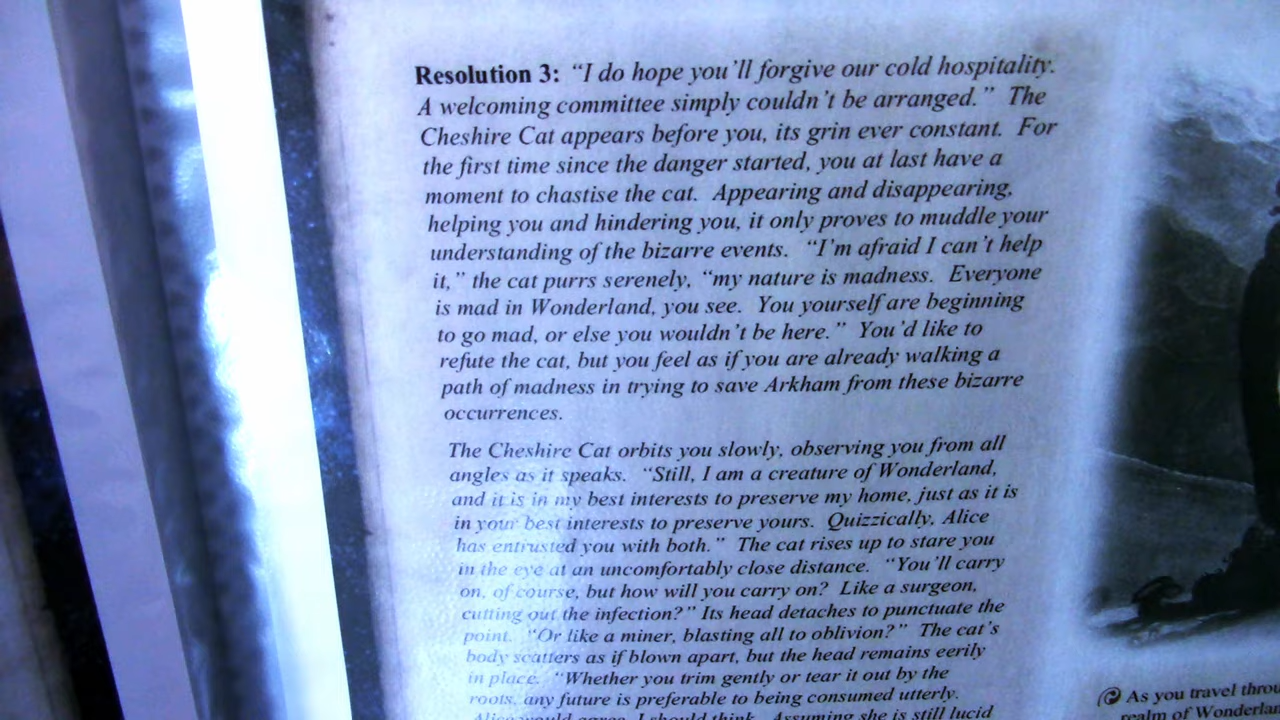 Resolution 3: “I do hope you’ll forgive our cold hospitality.
A welcoming committee simply couldn’t be arranged.” The
Cheshire Cat appears before you, its grin ever constant. For
the first time since the danger started, you at last have a
moment to chastise the cat. Appearing and disappearing,
helping you and hindering you, it only proves to muddle your
understanding of the bizarre events. “I’m afraid I can’t help
it,” the cat purrs serenely, “my nature is madness. Everyone
is mad in Wonderland, you see. You yourself are beginning
to go mad, or else you wouldn’t be here.” You’d like to
refute the cat, but you feel as if you are already walking a
path of madness in trying to save Arkham from these bizarre
occurrences.
The Cheshire Cat orbits you slowly, observing you from all
angles as it speaks. “Still, I am a creature of Wonderland,
and it is in my best interests to preserve my home, just as it is
in your best interests to preserve yours. Quizzically, Alice
has entrusted you with both.” The cat rises up to stare you
in the eye at an uncomfortably close distance. “You’ll carry
on, of course, but how will you carry on? Like a surgeon,
cutting out the infection?” Its head detaches to punctuate the
point. “Or like a miner, blasting all to oblivion?” The cat’s
body scatters as if blown apart, but the head remains eerily
in place. “Whether you trim gently or tear it out by the
roots, any future is preferable to being consumed utterly.
Alice would agree, I should think. Assuming she is still lucid
As you travel throu
realm of Wonderlan